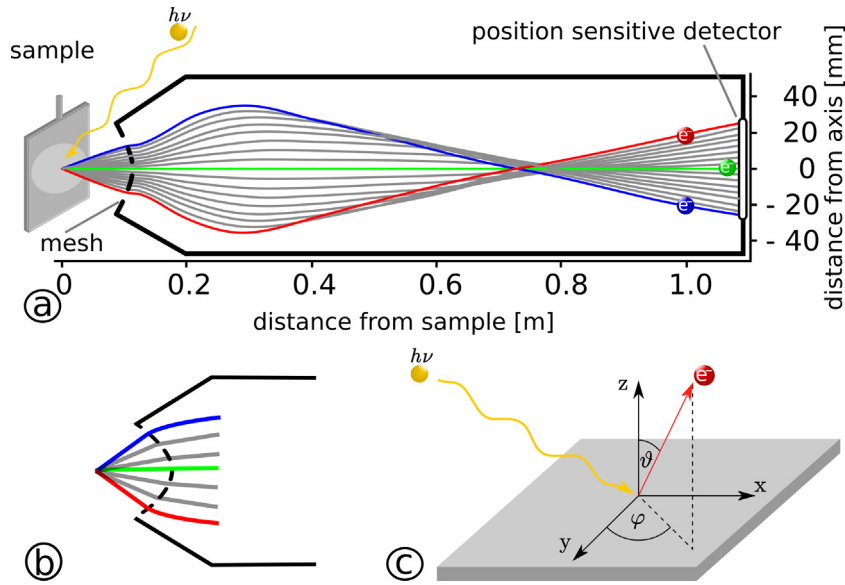 hν
sample
position sensitive detector
mesh
40
20
0
- 20
- 40
distance from axis [mm]
e⁻
e⁻
e⁻
0
0.2
0.4
0.6
0.8
1.0
distance from sample [m]
a
b
hν
e⁻
z
ϑ
x
φ
y
c